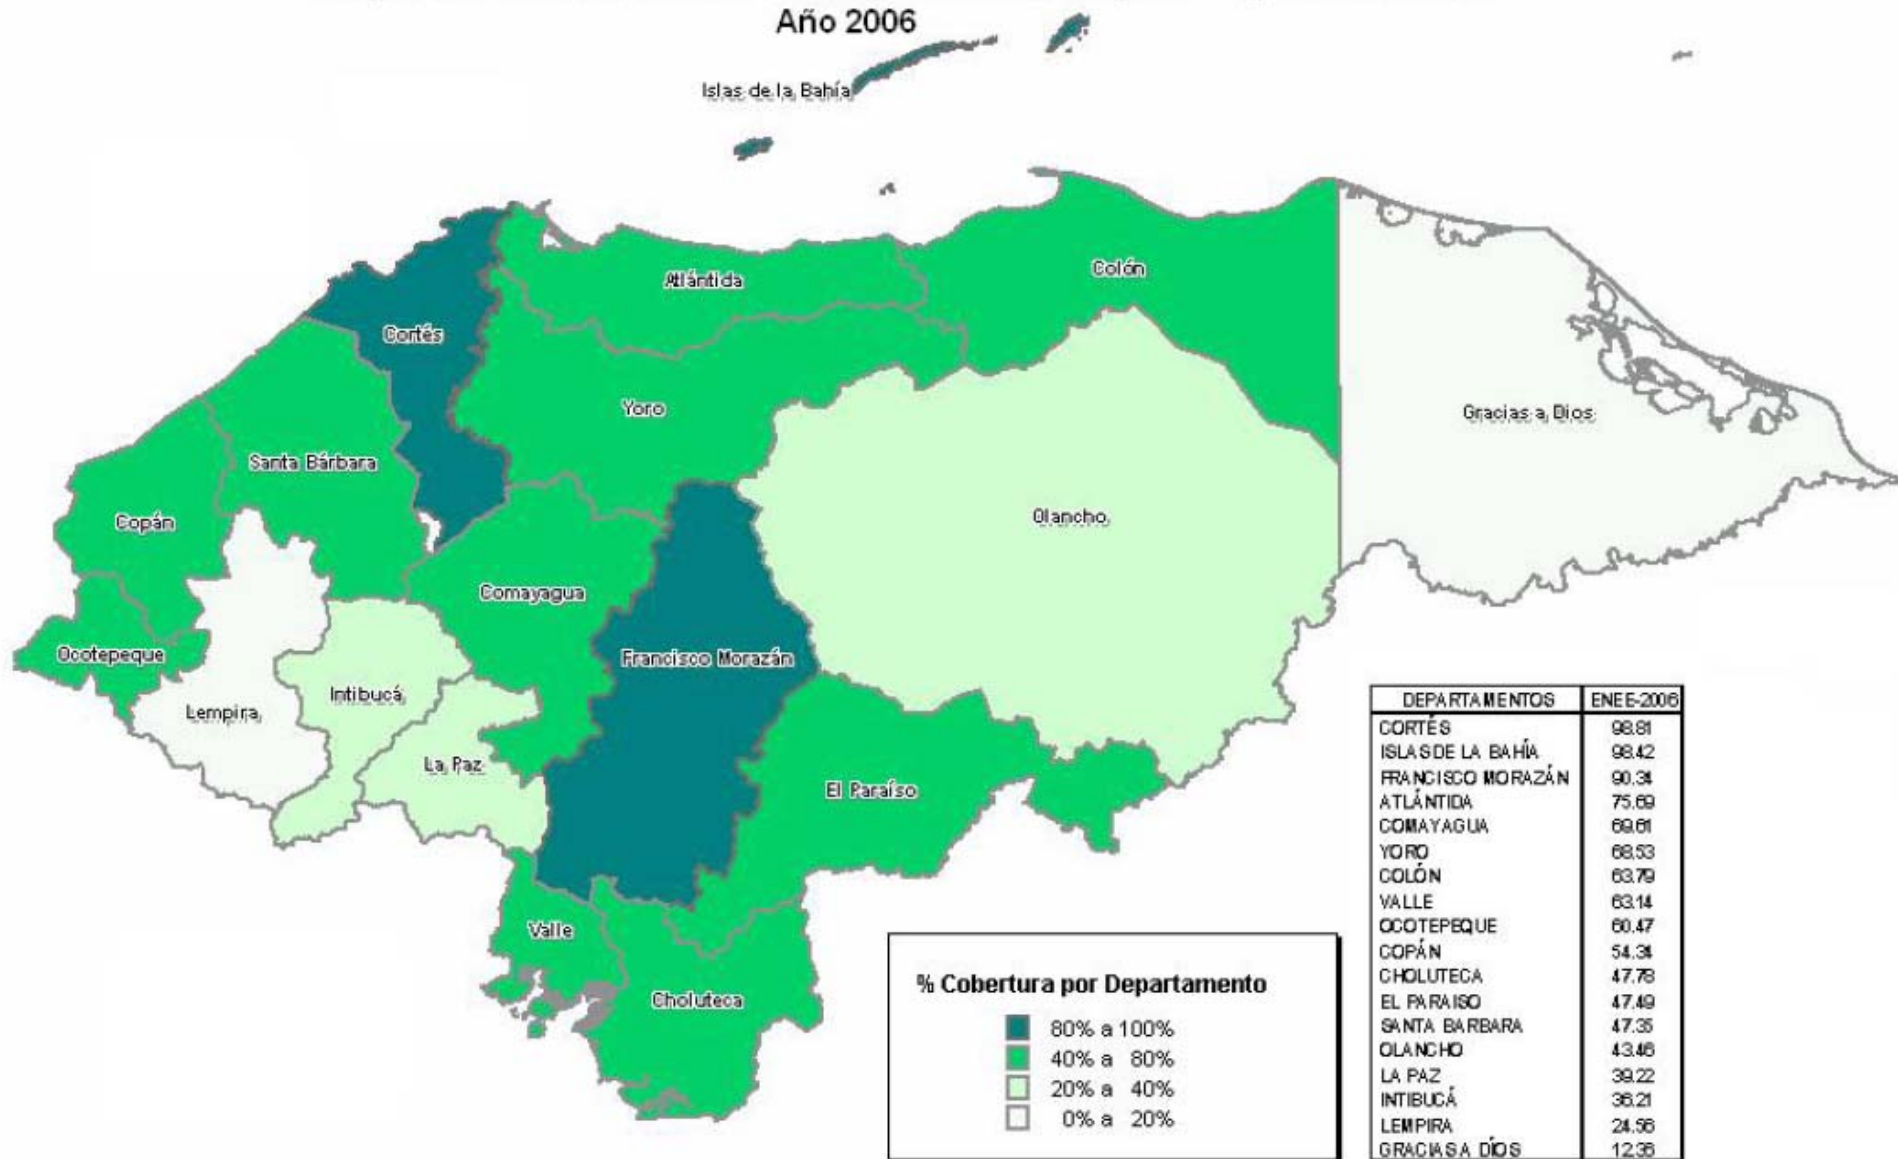 Año 2006
Islas de la Bahía
Atlántida
Colón
Cortés
Yoro
Gracias a Dios
Santa Bárbara
Copán
Olancho
Comayagua
Ocotepeque
Francisco Morazán
Intibucá
Lempira
La Paz
El Paraíso
Valle
Choluteca
% Cobertura por Departamento
80% a 100%
40% a 80%
20% a 40%
0% a 20%
DEPARTAMENTOS ENEE-2006
CORTÉS 98.81
ISLAS DE LA BAHÍA 98.42
FRANCISCO MORAZÁN 90.34
ATLÁNTIDA 75.69
COMAYAGUA 69.61
YORO 68.53
COLÓN 63.79
VALLE 63.14
OCOTEPEQUE 60.47
COPÁN 54.34
CHOLUTECA 47.78
EL PARAISO 47.49
SANTA BARBARA 47.35
OLANCHO 43.46
LA PAZ 39.22
INTIBUCÁ 36.21
LEMPIRA 24.56
GRACIAS A DÍOS 12.36